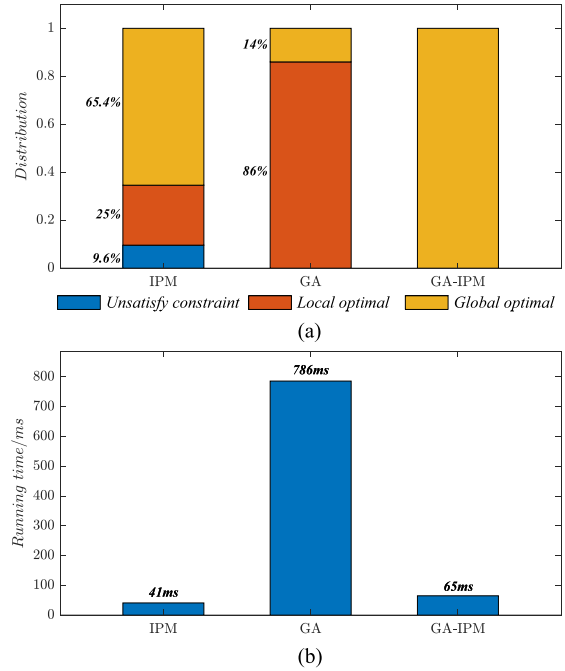 1
0.8
0.6
0.4
0.2
0
Distribution
65.4%
25%
9.6%
14%
86%
IPM GA GA-IPM
Unsatisfy constraint Local optimal Global optimal
(a)
800
700
600
500
400
300
200
100
0
Running time/ms
41ms
786ms
65ms
IPM GA GA-IPM
(b)